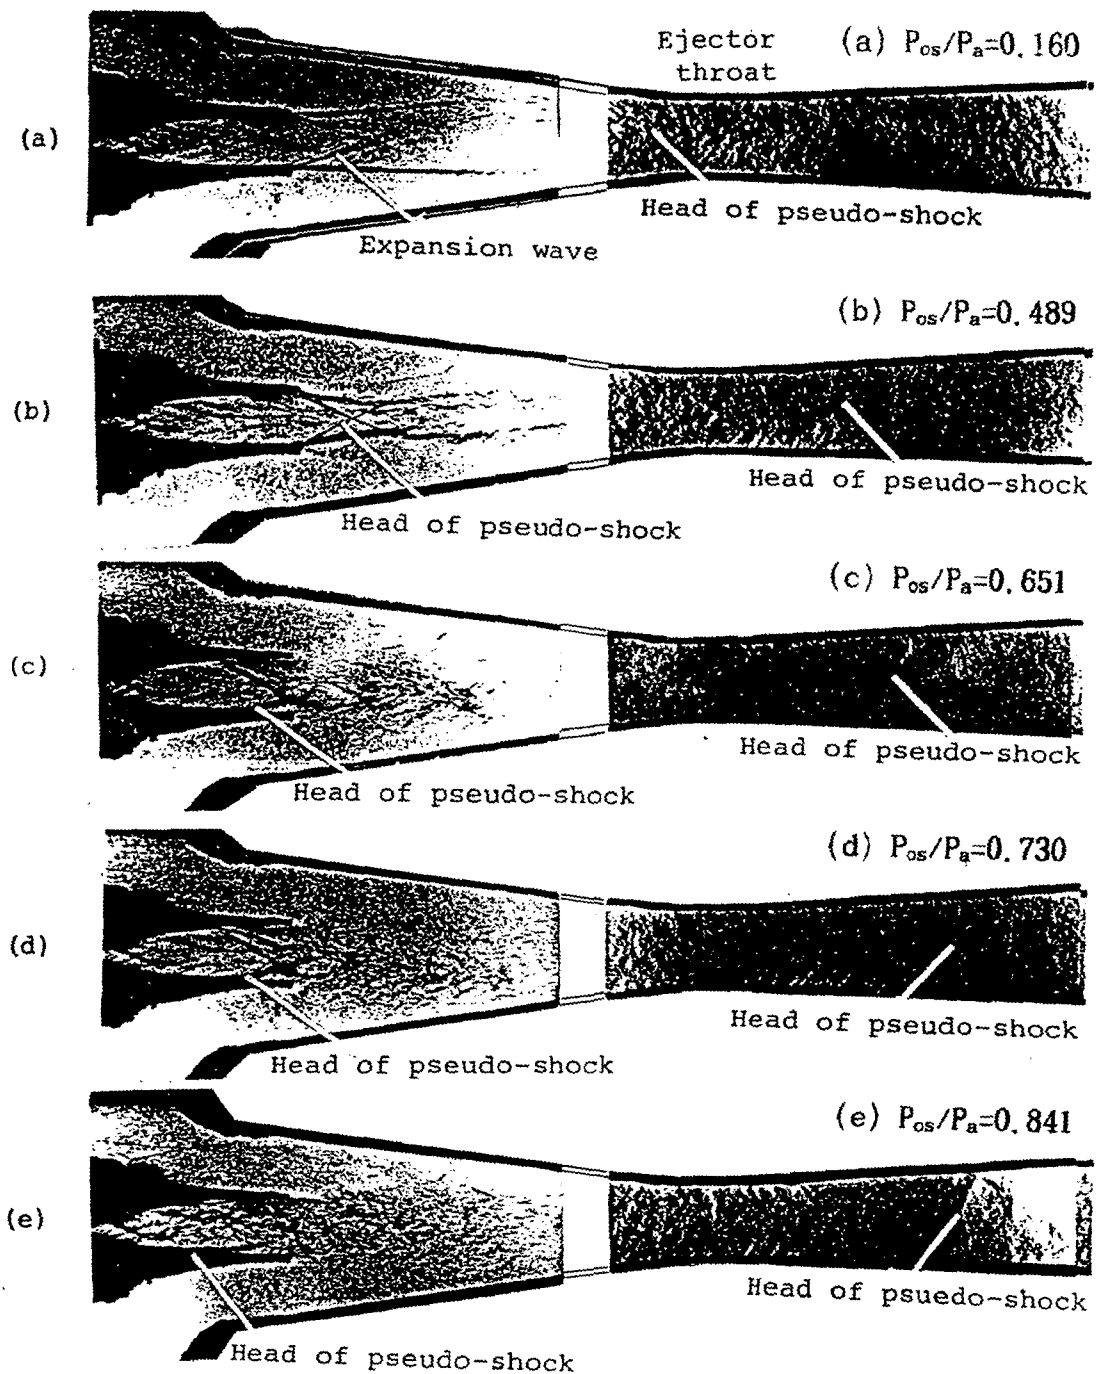 Ejector
throat
(a) Pos/Pa=0.160
(a)
Head of pseudo-shock
Expansion wave
(b) Pos/Pa=0.489
(b)
Head of pseudo-shock
Head of pseudo-shock
(c) Pos/Pa=0.651
(c)
Head of pseudo-shock
Head of pseudo-shock
(d) Pos/Pa=0.730
(d)
Head of pseudo-shock
Head of pseudo-shock
(e) Pos/Pa=0.841
(e)
Head of psuedo-shock
Head of pseudo-shock